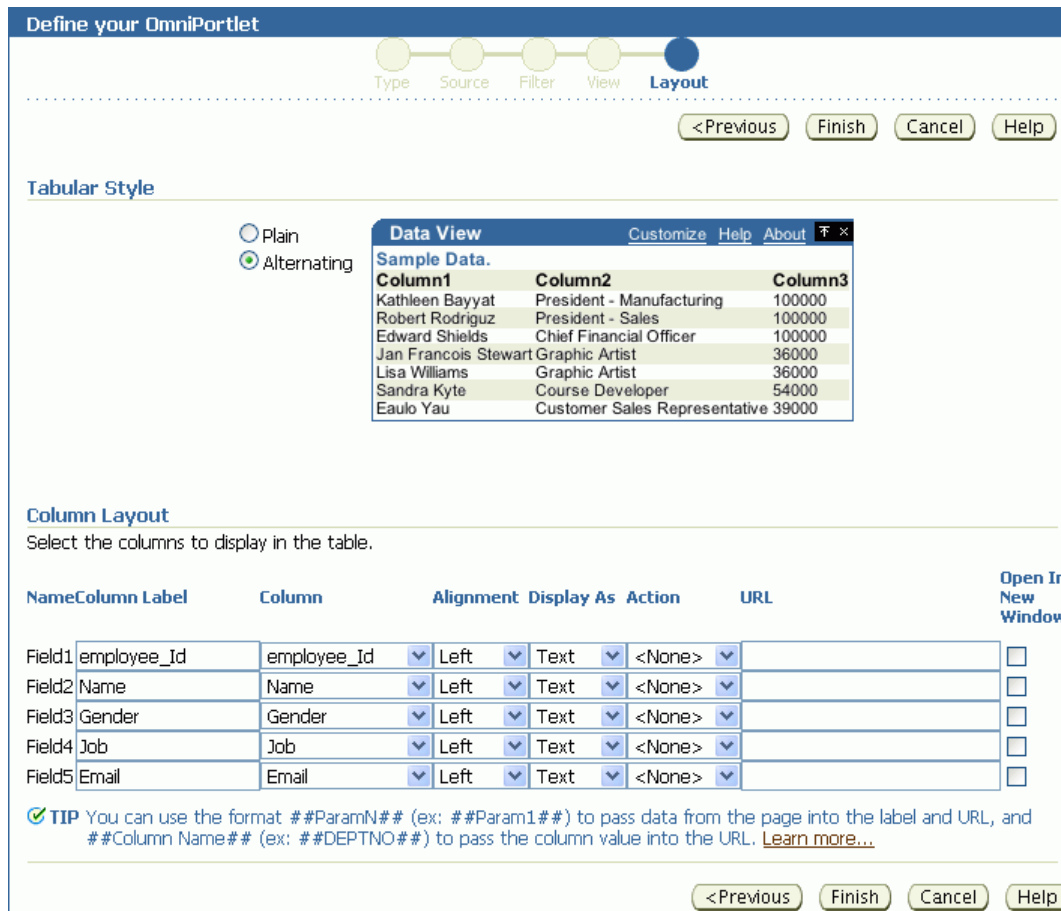 Define your OmniPortlet
Type Source Filter View Layout
<Previous Finish Cancel Help
Tabular Style
Plain
Alternating
Data View Customize Help About
Sample Data.
Column1 Column2 Column3
Kathleen Bayyat President - Manufacturing 100000
Robert Rodriguz President - Sales 100000
Edward Shields Chief Financial Officer 100000
Jan Francois Stewart Graphic Artist 36000
Lisa Williams Graphic Artist 36000
Sandra Kyte Course Developer 54000
Eaulo Yau Customer Sales Representative 39000
Column Layout
Select the columns to display in the table.
Name Column Label Column Alignment Display As Action URL Open In New Window
Field1 employee_Id employee_Id Left Text <None>
Field2 Name Name Left Text <None>
Field3 Gender Gender Left Text <None>
Field4 Job Job Left Text <None>
Field5 Email Email Left Text <None>
TIP You can use the format ##ParamN## (ex: ##Param1##) to pass data from the page into the label and URL, and
##Column Name## (ex: ##DEPTNO##) to pass the column value into the URL. Learn more...
<Previous Finish Cancel Help